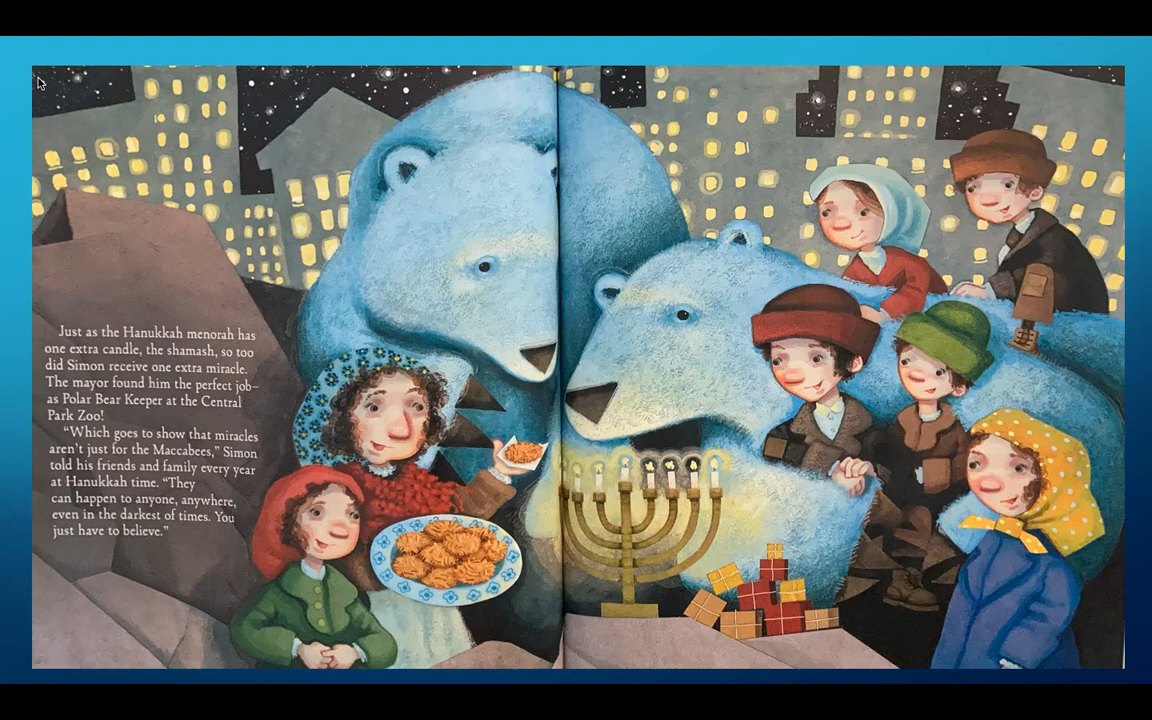 Just as the Hanukkah menorah has
one extra candle, the shamash, so too
did Simon receive one extra miracle.
The mayor found him the perfect job—
as Polar Bear Keeper at the Central
Park Zoo!
“Which goes to show that miracles
aren’t just for the Maccabees,” Simon
told his friends and family every year
at Hanukkah time. “They
can happen to anyone, anywhere,
even in the darkest of times. You
just have to believe.”